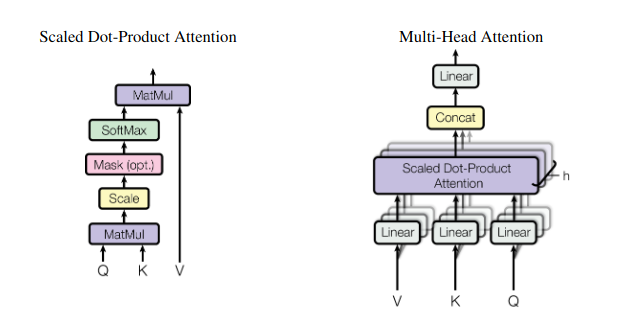 Scaled Dot-Product Attention
MatMul
SoftMax
Mask (opt.)
Scale
MatMul
Q K V
Multi-Head Attention
Linear
Concat
Scaled Dot-Product
Attention
h
Linear Linear Linear
V K Q